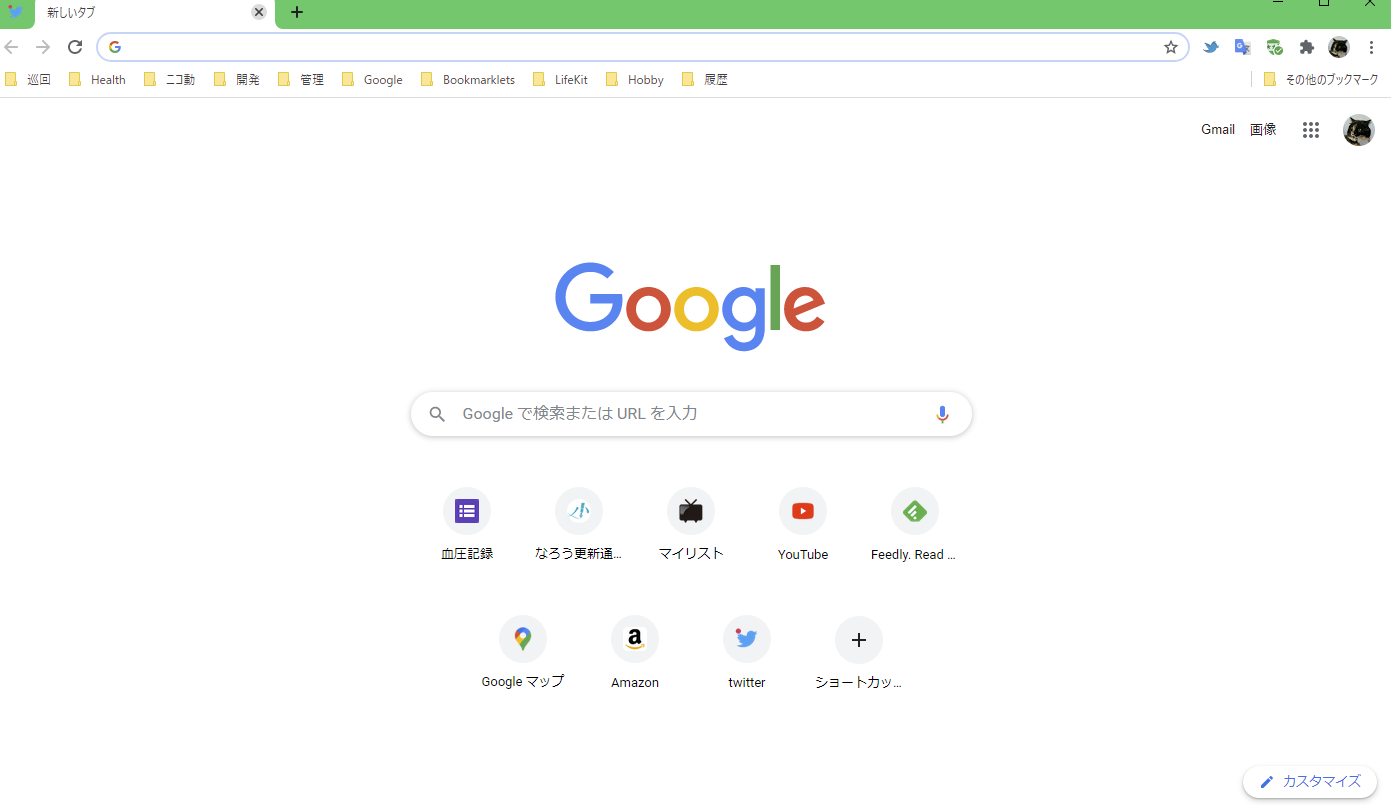 新しいタブ
巡回 Health ニコ動 開発 管理 Google Bookmarklets LifeKit Hobby 履歴 その他のブックマーク
Gmail 画像
Google
Google で検索または URL を入力
血圧記録 なろう更新通... マイリスト YouTube Feedly. Read ...
Google マップ Amazon twitter ショートカッ...
カスタマイズ